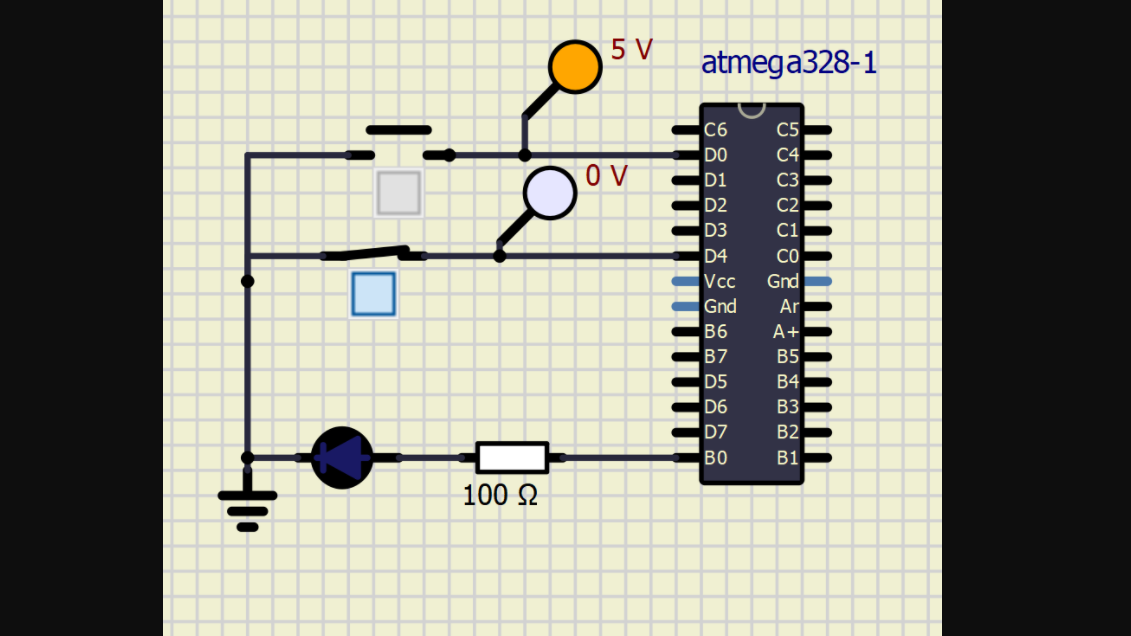 5 V
atmega328-1
C6 C5
D0 C4
0 V
D1 C3
D2 C2
D3 C1
D4 C0
Vcc Gnd
Gnd Ar
B6 A+
B7 B5
D5 B4
D6 B3
D7 B2
B0 B1
100 Ω